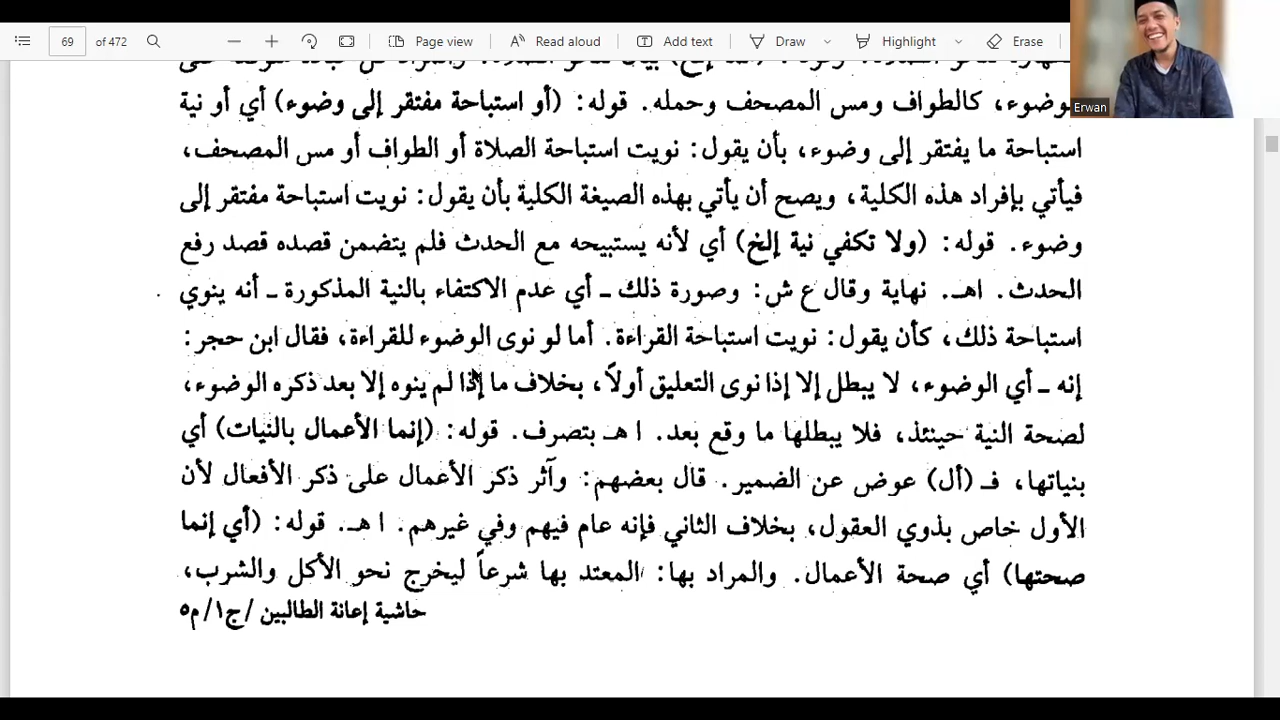 69 of 472 Page view Read aloud Add text Draw Highlight Erase
Erwan
كالطواف ومس المصحف وحمله. قوله: (أو استباحة مفتقر إلى وضوء) أي أو نية
استباحة ما يفتقر إلى وضوء، بأن يقول: نويت استباحة الصلاة أو الطواف أو مس المصحف،
فيأتي بإفراد هذه الكلية، ويصح أن يأتي بهذه الصيغة الكلية بأن يقول: نويت استباحة مفتقر إلى
وضوء. قوله: (ولا تكفي نية إلخ) أي لأنه يستبيحه مع الحدث فلم يتضمن قصده قصد رفع
الحدث. اهـ. نهاية وقال ع ش: وصورة ذلك ـ أي عدم الاكتفاء بالنية المذكورة ـ أنه ينوي
استباحة ذلك، كأن يقول: نويت استباحة القراءة. أما لو نوى الوضوء للقراءة، فقال ابن حجر:
إنه ـ أي الوضوء، لا يبطل إلا إذا نوى التعليق أولاً، بخلاف ما إذا لم ينوه إلا بعد ذكره الوضوء،
لصحة النية حينئذ، فلا يبطلها ما وقع بعد. ا هـ بتصرف. قوله: (إنما الأعمال بالنيات) أي
بنياتها، فـ (أل) عوض عن الضمير. قال بعضهم: وآثر ذكر الأعمال على ذكر الأفعال لأن
الأول خاص بذوي العقول، بخلاف الثاني فإنه عام فيهم وفي غيرهم. ا هـ. قوله: (أي إنما
صحتها) أي صحة الأعمال. والمراد بها: المعتد بها شرعاً ليخرج نحو الأكل والشرب،
حاشية إعانة الطالبين /ج١/م٥